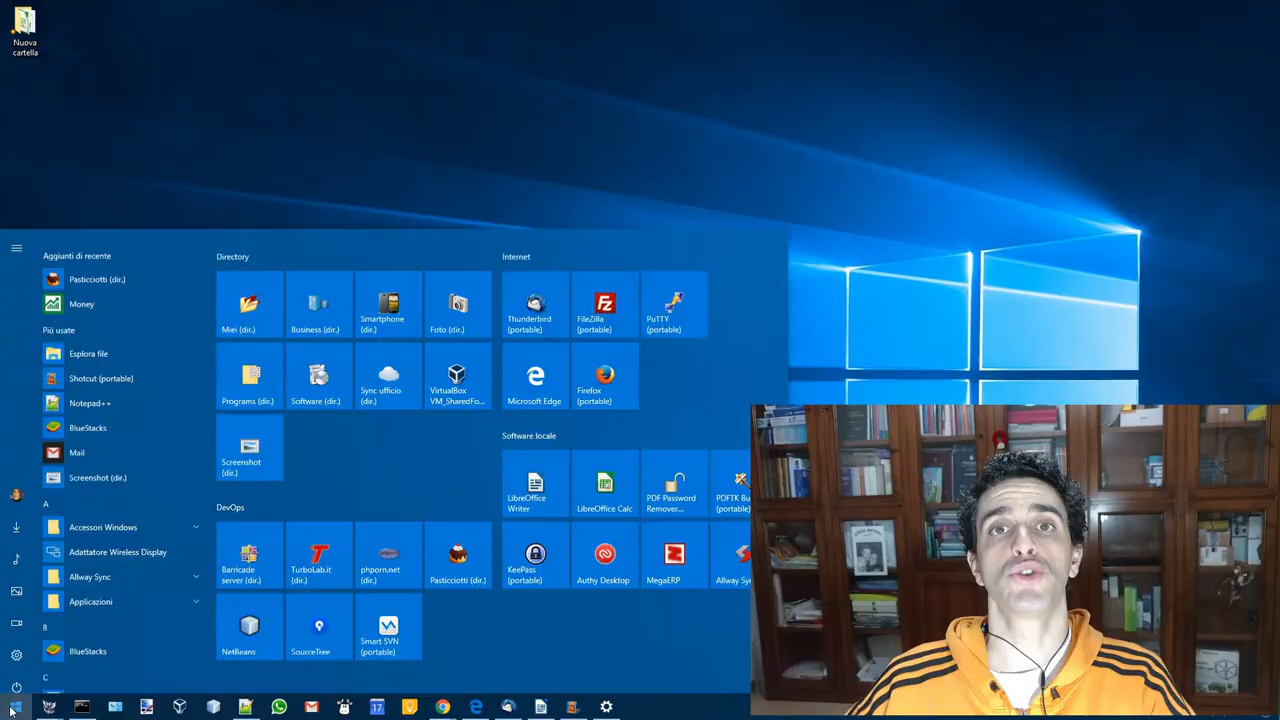 Nuova
cartella
Aggiunti di recente
Pasticciotti (dir.)
Money
Più usate
Esplora file
Shotcut (portable)
Notepad++
BlueStacks
Mail
Screenshot (dir.)
A
Accessori Windows
Adattatore Wireless Display
Allway Sync
Applicazioni
B
BlueStacks
C
Directory
Miei (dir.)
Business (dir.)
Smartphone
(dir.)
Foto (dir.)
Programs (dir.)
Software (dir.)
Sync ufficio
(dir.)
VirtualBox
VM_SharedFo...
Screenshot
(dir.)
DevOps
Barricade
server (dir.)
TurboLab.it
(dir.)
phporn.net
(dir.)
Pasticciotti (dir.)
NetBeans
SourceTree
Smart SVN
(portable)
Internet
Thunderbird
(portable)
FileZilla
(portable)
PuTTY
(portable)
Microsoft Edge
Firefox
(portable)
Software locale
LibreOffice
Writer
LibreOffice Calc
PDF Password
Remover...
PDFTK Bu
(portable)
KeePass
(portable)
Authy Desktop
MegaERP
Allway Syn
17